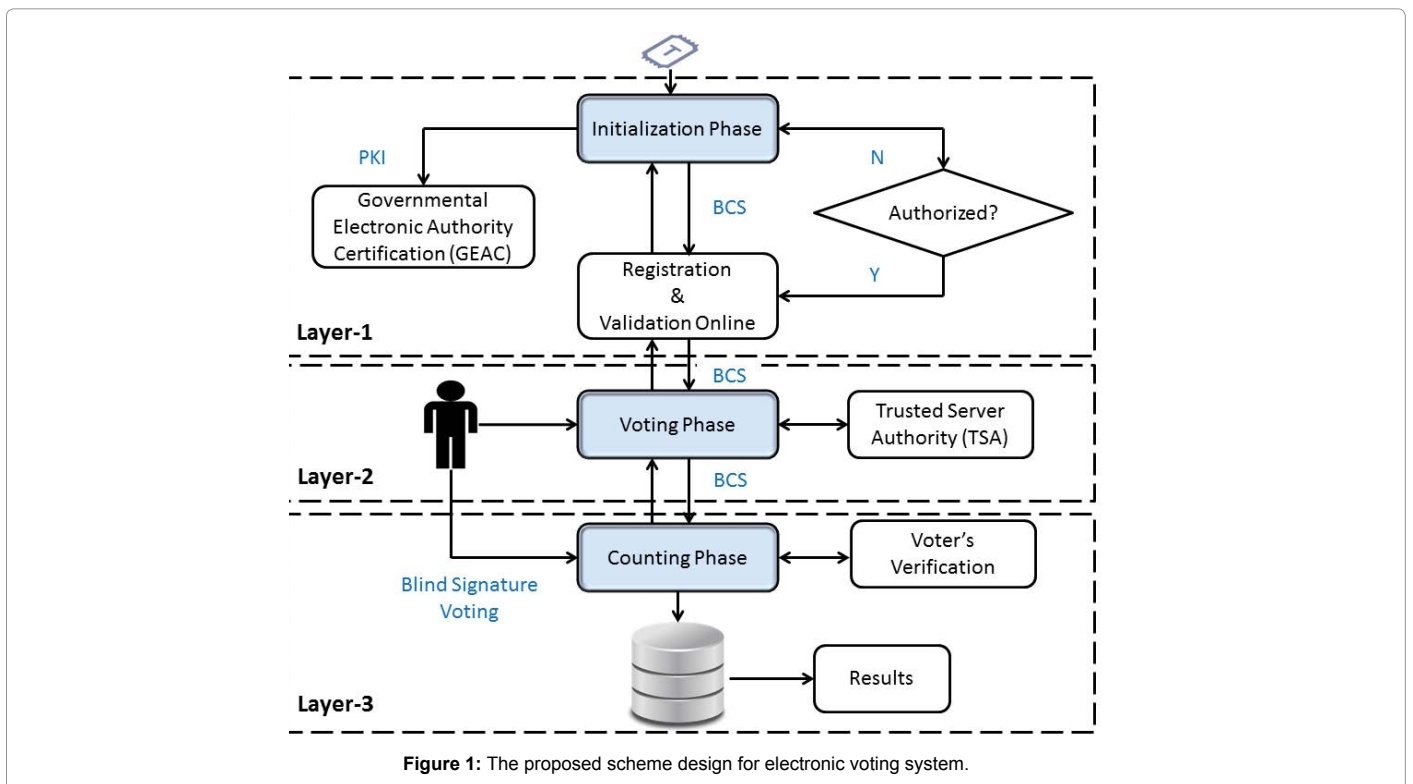 T
Initialization Phase
PKI
N
Governmental
Electronic Authority
Certification (GEAC)
BCS
Authorized?
Registration
&
Validation Online
Y
Layer-1
BCS
Voting Phase
Trusted Server
Authority (TSA)
Layer-2
BCS
Counting Phase
Voter's
Verification
Blind Signature
Voting
Results
Layer-3
Figure 1: The proposed scheme design for electronic voting system.